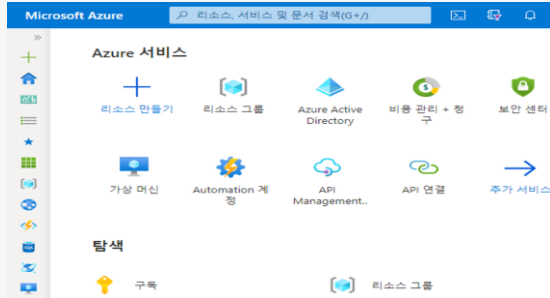 Microsoft Azure
리소스, 서비스 및 문서 검색(G+/)
Azure 서비스
리소스 만들기
리소스 그룹
Azure Active
Directory
비용 관리 + 청
구
보안 센터
가상 머신
Automation 계
정
API
Management..
API 연결
추가 서비스
탐색
구독
리소스 그룹